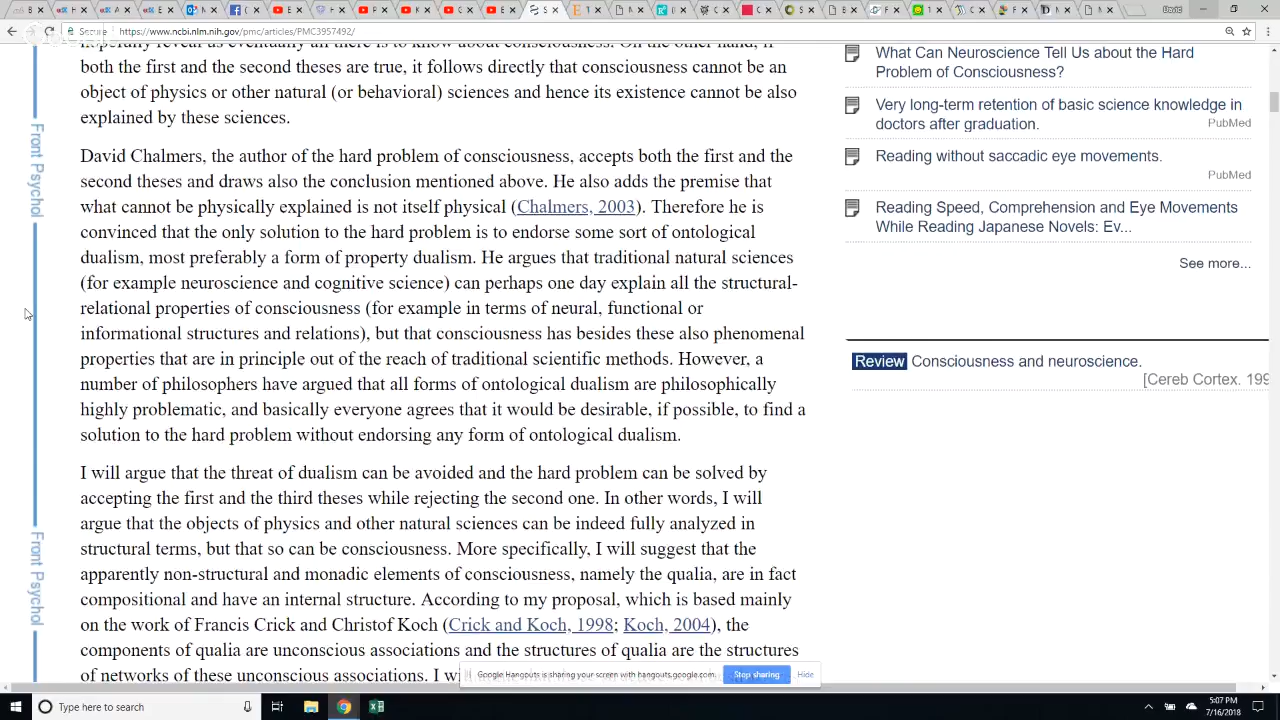 Secure
https://www.ncbi.nlm.nih.gov/pmc/articles/PMC3957492/
both the first and the second theses are true, it follows directly that consciousness cannot be an
object of physics or other natural (or behavioral) sciences and hence its existence cannot be also
explained by these sciences.
David Chalmers, the author of the hard problem of consciousness, accepts both the first and the
second theses and draws also the conclusion mentioned above. He also adds the premise that
what cannot be physically explained is not itself physical (Chalmers, 2003). Therefore he is
convinced that the only solution to the hard problem is to endorse some sort of ontological
dualism, most preferably a form of property dualism. He argues that traditional natural sciences
(for example neuroscience and cognitive science) can perhaps one day explain all the structural-
relational properties of consciousness (for example in terms of neural, functional or
informational structures and relations), but that consciousness has besides these also phenomenal
properties that are in principle out of the reach of traditional scientific methods. However, a
number of philosophers have argued that all forms of ontological dualism are philosophically
highly problematic, and basically everyone agrees that it would be desirable, if possible, to find a
solution to the hard problem without endorsing any form of ontological dualism.
I will argue that the threat of dualism can be avoided and the hard problem can be solved by
accepting the first and the third theses while rejecting the second one. In other words, I will
argue that the objects of physics and other natural sciences can be indeed fully analyzed in
structural terms, but that so can be consciousness. More specifically, I will suggest that the
apparently non-structural and monadic elements of consciousness, namely the qualia, are in fact
compositional and have an internal structure. According to my proposal, which is based mainly
on the work of Francis Crick and Christof Koch (Crick and Koch, 1998; Koch, 2004), the
components of qualia are unconscious associations and the structures of qualia are the structures
of networks of these unconscious associations. I
Front Psychol
Front Psychol
What Can Neuroscience Tell Us about the Hard
Problem of Consciousness?
Very long-term retention of basic science knowledge in
doctors after graduation.
PubMed
Reading without saccadic eye movements.
PubMed
Reading Speed, Comprehension and Eye Movements
While Reading Japanese Novels: Ev...
See more...
Review Consciousness and neuroscience.
[Cereb Cortex. 199
Google Hangouts is sharing your screen with hangouts.google.com.
Stop sharing
Hide
Type here to search
5:07 PM
7/16/2018